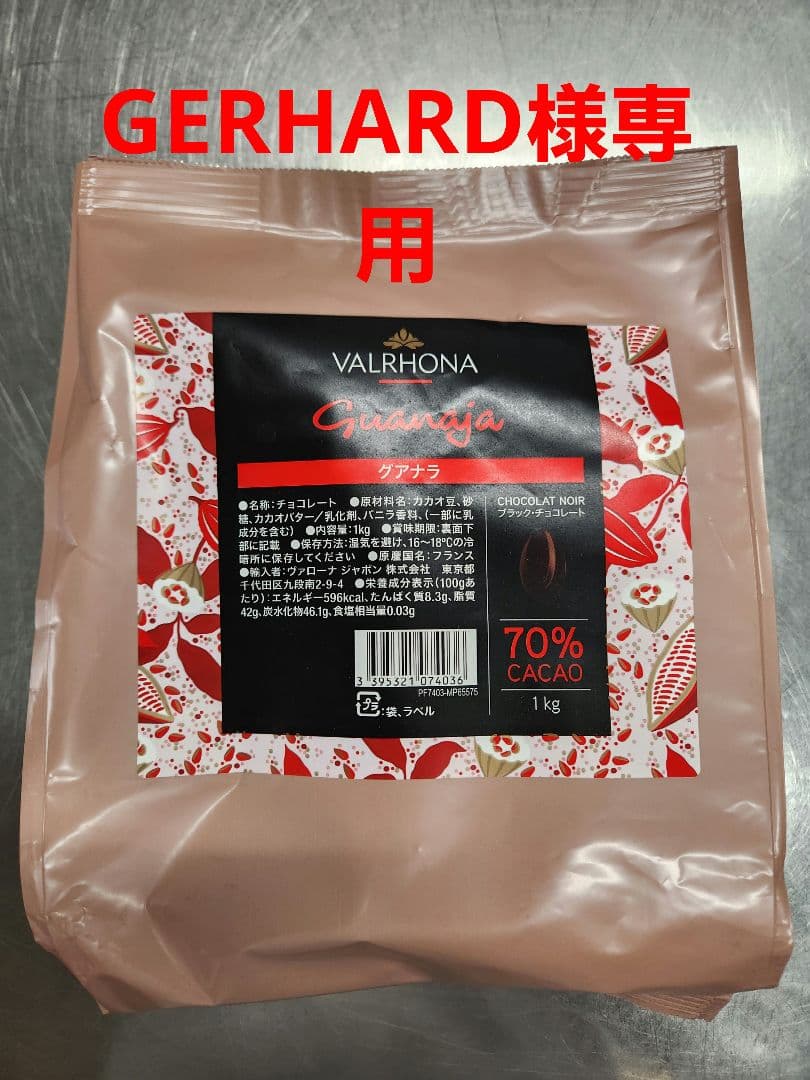 GERHARD様専
用
VALRHONA
Guanaja
グアナラ
●名称:チョコレート ●原材料名:カカオ豆、砂
糖、カカオバター/乳化剤、バニラ香料、(一部に乳
成分を含む) ●内容量:1kg ●賞味期限:裏面下
部に記載 ●保存方法:湿気を避け、16〜18℃の冷
暗所に保存してください ●原産国名:フランス
●輸入者:ヴァローナ ジャポン 株式会社 東京都
千代田区九段南2-9-4 ●栄養成分表示(100gあ
たり):エネルギー596kcal、たんぱく質8.3g、脂質
42g、炭水化物46.1g、食塩相当量0.03g
3 395321 074036
PF7403-MP65575
プラ:袋、ラベル
CHOCOLAT NOIR
ブラック・チョコレート
70%
CACAO
1kg